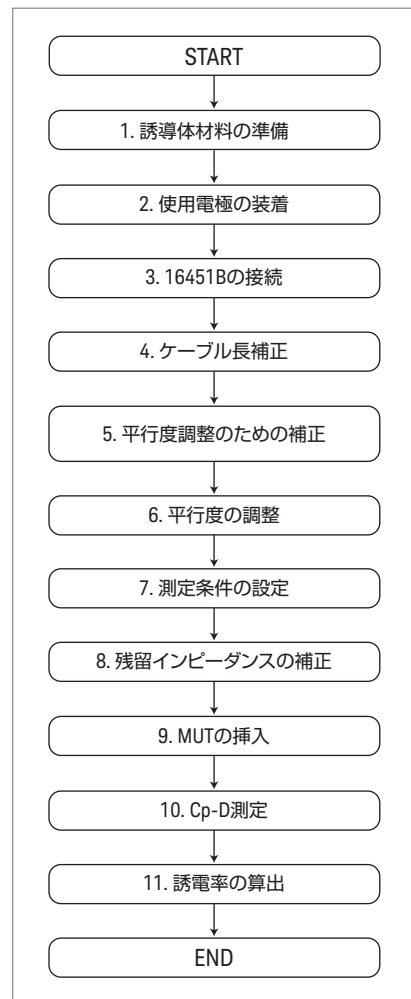 START
1. 誘導体材料の準備
2. 使用電極の装着
3. 16451Bの接続
4. ケーブル長補正
5. 平行度調整のための補正
6. 平行度の調整
7. 測定条件の設定
8. 残留インピーダンスの補正
9. MUTの挿入
10. Cp-D測定
11. 誘電率の算出
END